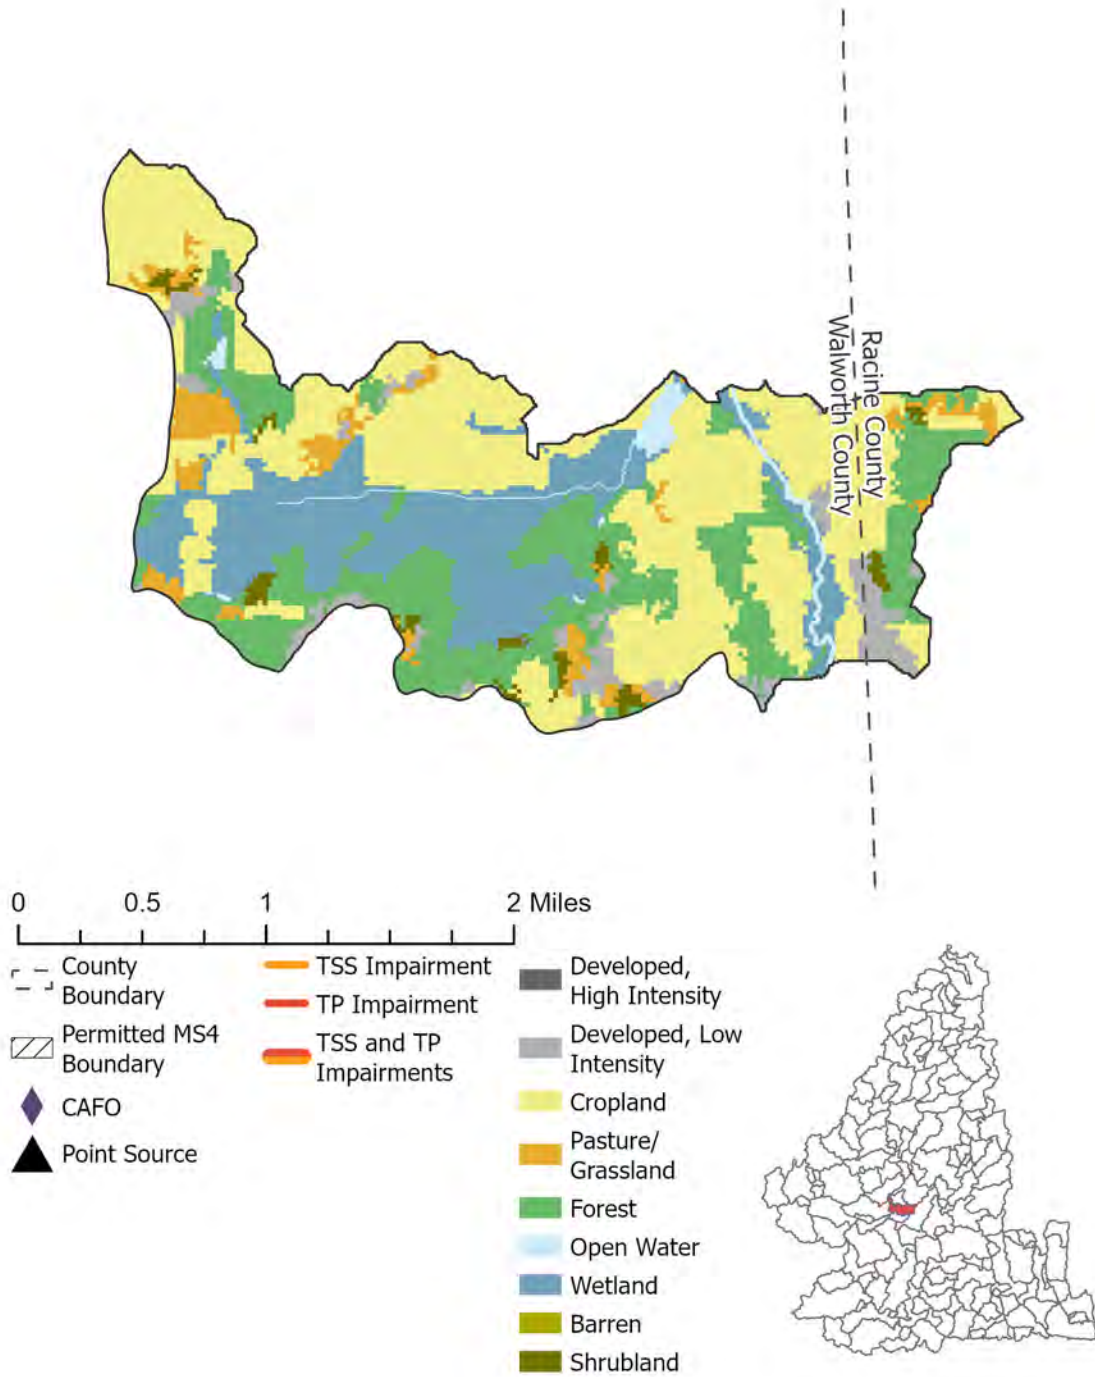 Racine County
Walworth County
0 0.5 1 2 Miles
County
Boundary
Permitted MS4
Boundary
CAFO
Point Source
TSS Impairment
TP Impairment
TSS and TP
Impairments
Developed,
High Intensity
Developed, Low
Intensity
Cropland
Pasture/
Grassland
Forest
Open Water
Wetland
Barren
Shrubland